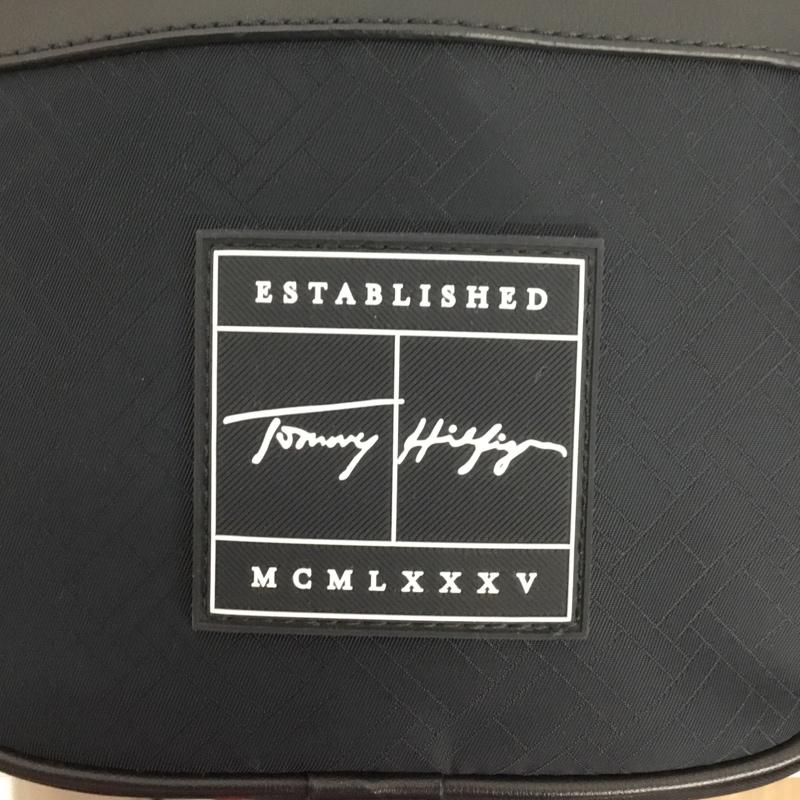 ESTABLISHED
Tommy Hilfiger
MCMLXXXV